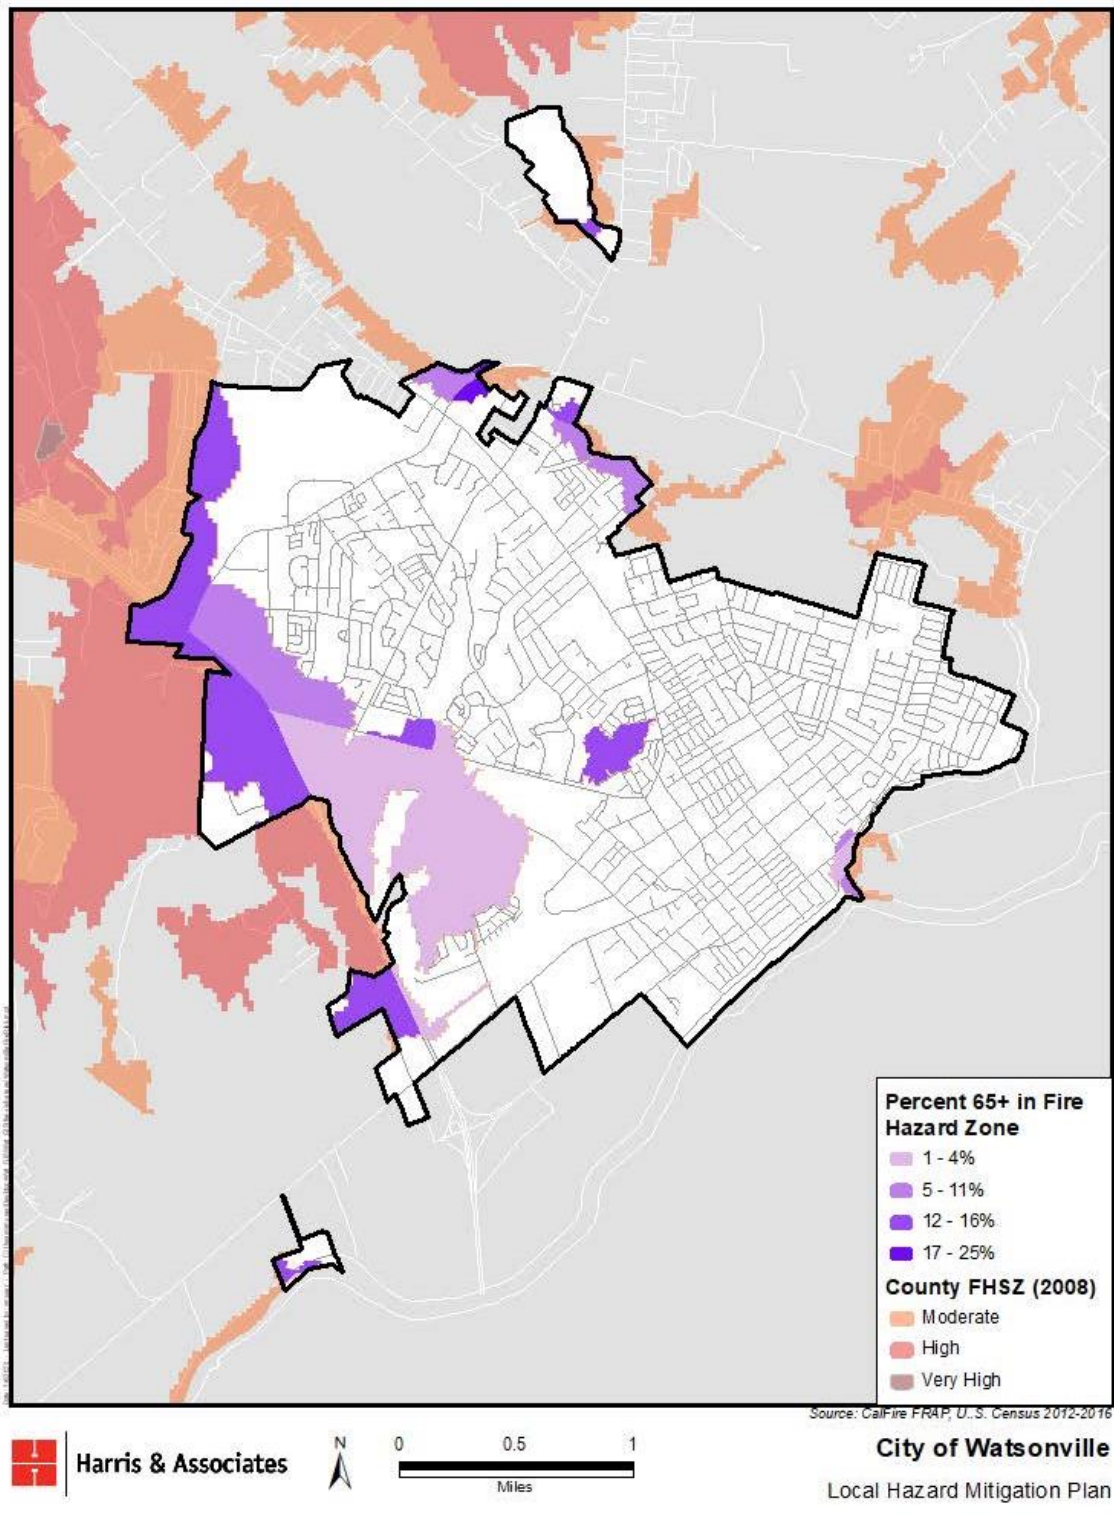 Percent 65+ in Fire
Hazard Zone
1 - 4%
5 - 11%
12 - 16%
17 - 25%
County FHSZ (2008)
Moderate
High
Very High
Source: CalFire FRAP, U.S. Census 2012-2016
Harris & Associates
N
0 0.5 1
Miles
City of Watsonville
Local Hazard Mitigation Plan